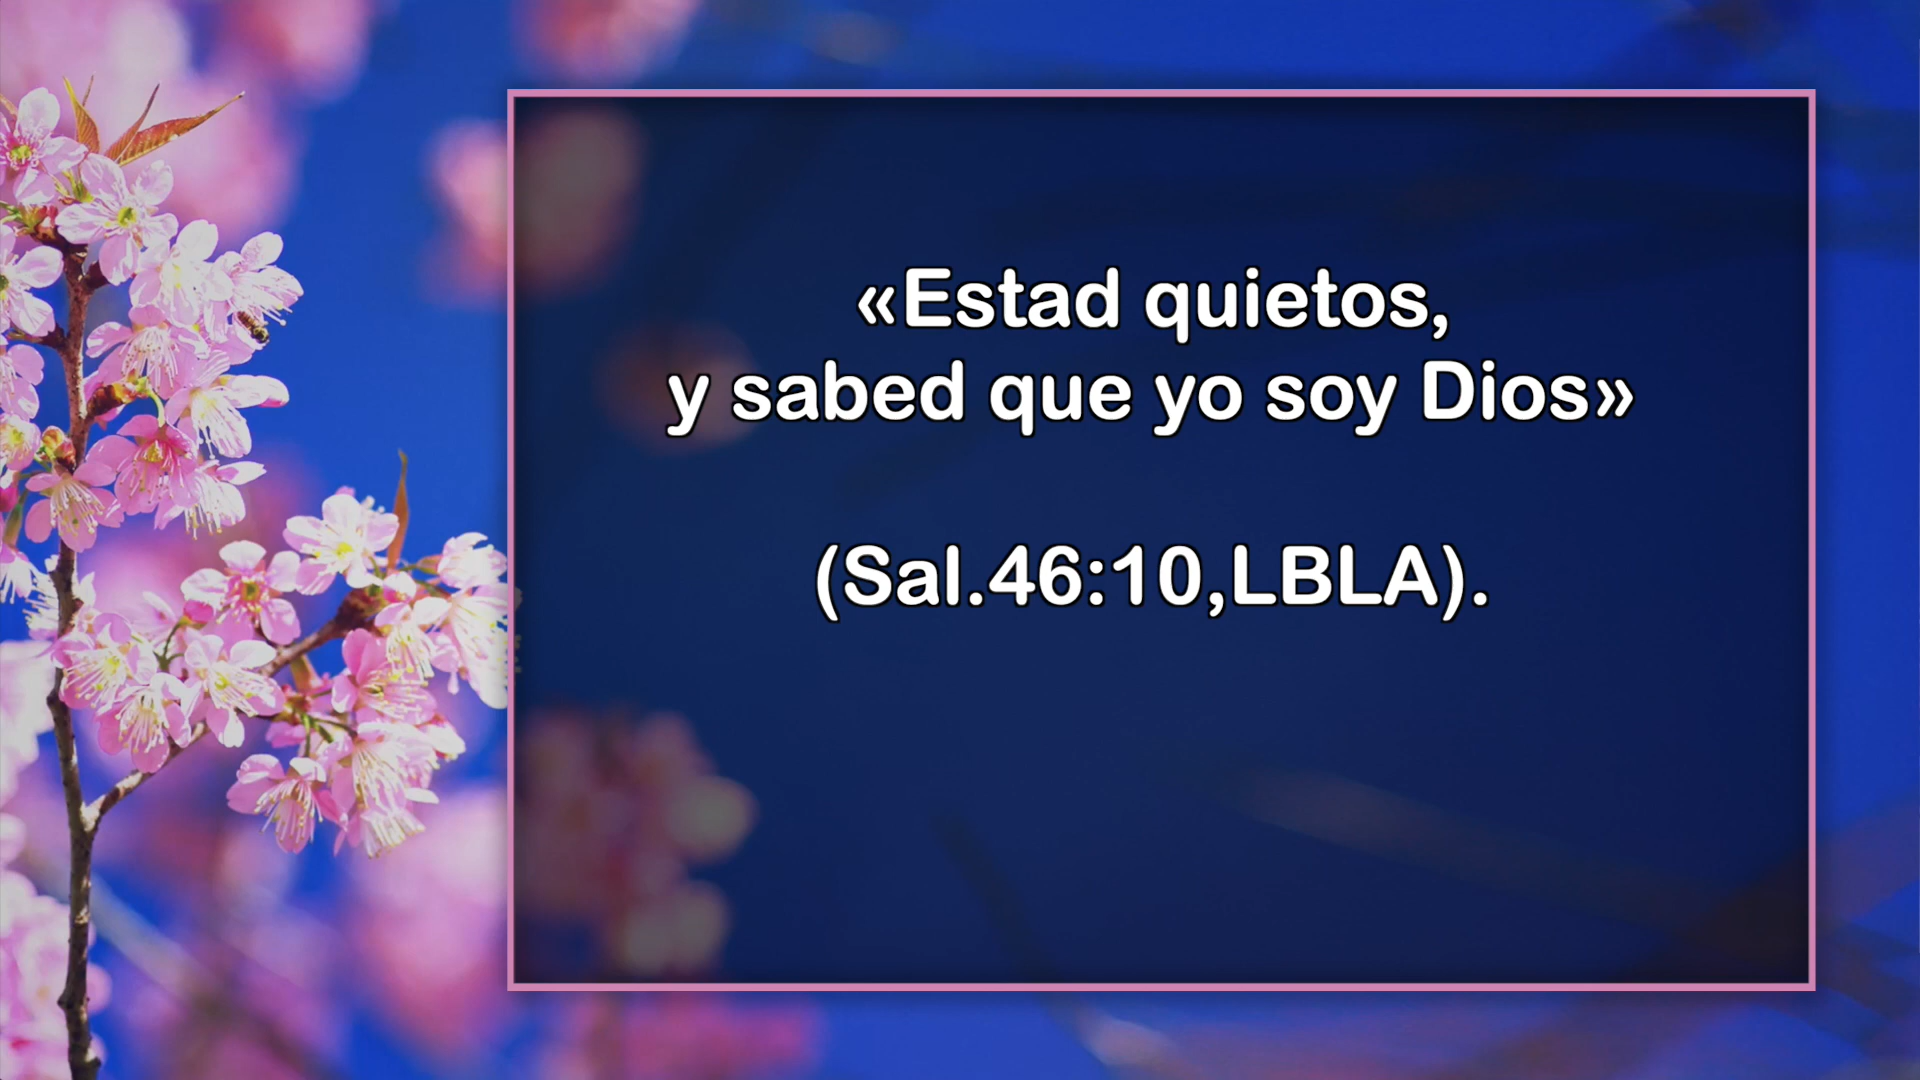 «Estad quietos,
y sabed que yo soy Dios»
(Sal.46:10,LBLA).